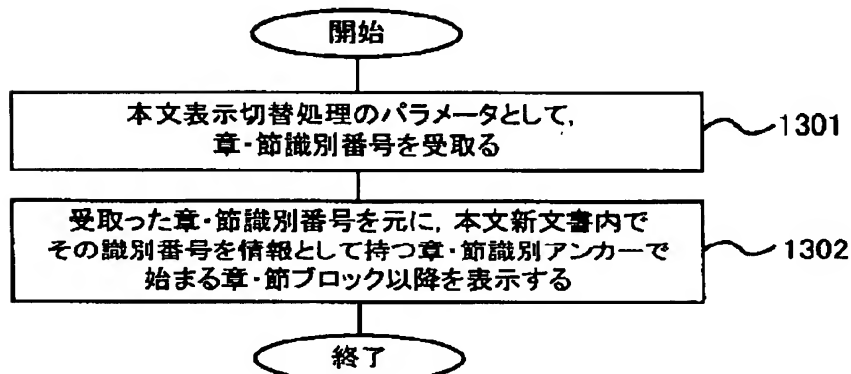 開始
本文表示切替処理のパラメータとして,
章・節識別番号を受取る
1301
受取った章・節識別番号を元に, 本文新文書内で
その識別番号を情報として持つ章・節識別アンカーで
始まる章・節ブロック以降を表示する
1302
終了